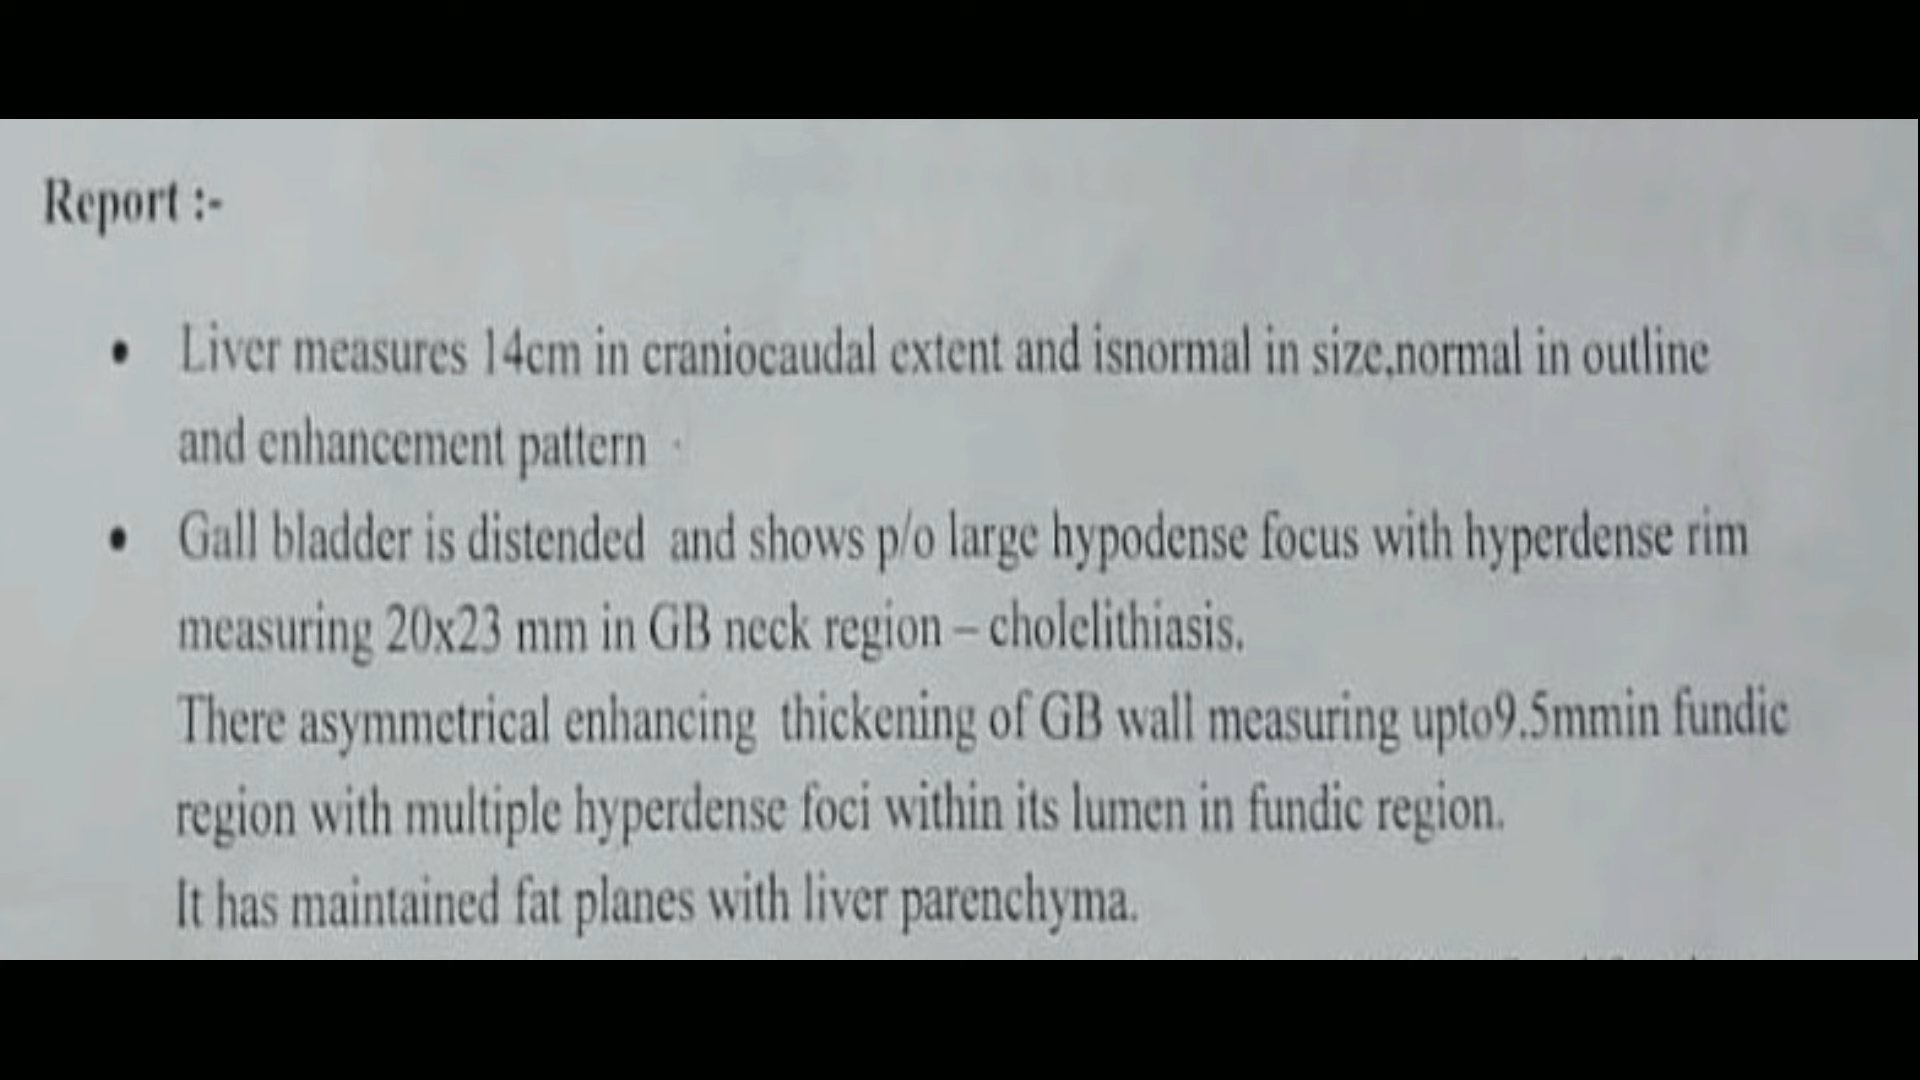 Report :-
• Liver measures 14cm in craniocaudal extent and isnormal in size,normal in outline
and enhancement pattern
• Gall bladder is distended and shows p/o large hypodense focus with hyperdense rim
measuring 20x23 mm in GB neck region – cholelithiasis.
There asymmetrical enhancing thickening of GB wall measuring upto9.5mmin fundic
region with multiple hyperdense foci within its lumen in fundic region.
It has maintained fat planes with liver parenchyma.